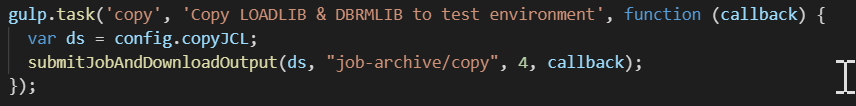 gulp.task('copy', 'Copy LOADLIB & DBRMLIB to test environment', function (callback) {
  var ds = config.copyJCL;
  submitJobAndDownloadOutput(ds, "job-archive/copy", 4, callback);
});